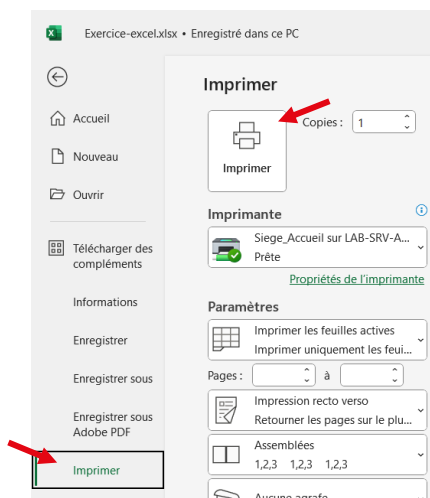 Exercice-excel.xlsx • Enregistré dans ce PC
Accueil
Nouveau
Ouvrir
Télécharger des
compléments
Informations
Enregistrer
Enregistrer sous
Enregistrer sous
Adobe PDF
Imprimer
Imprimer
Imprimer
Copies : 1
Imprimante
Siege_Accueil sur LAB-SRV-A...
Prête
Propriétés de l'imprimante
Paramètres
Imprimer les feuilles actives
Imprimer uniquement les feui...
Pages : à
Impression recto verso
Retourner les pages sur le plu...
Assemblées
1,2,3 1,2,3 1,2,3
Aucune agrafe